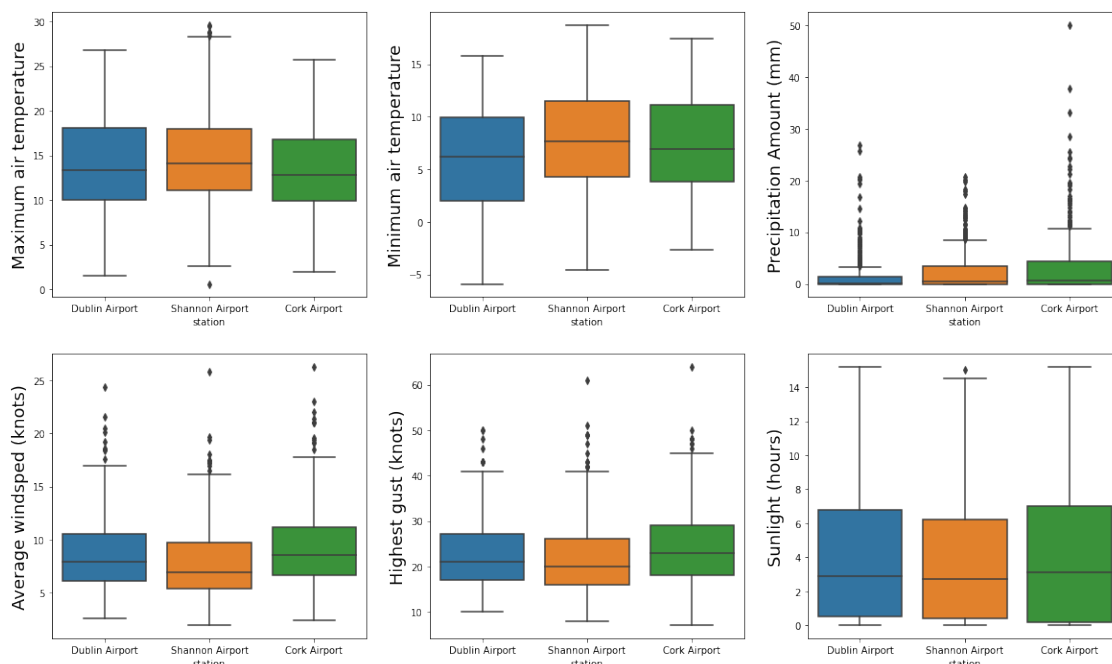 Maximum air temperature
30
25
20
15
10
5
0
Dublin Airport Shannon Airport Cork Airport
station
Minimum air temperature
15
10
5
0
−5
Dublin Airport Shannon Airport Cork Airport
station
Precipitation Amount (mm)
50
40
30
20
10
0
Dublin Airport Shannon Airport Cork Airport
station
Average windsped (knots)
25
20
15
10
5
Dublin Airport Shannon Airport Cork Airport
station
Highest gust (knots)
60
50
40
30
20
10
Dublin Airport Shannon Airport Cork Airport
station
Sunlight (hours)
14
12
10
8
6
4
2
0
Dublin Airport Shannon Airport Cork Airport
station